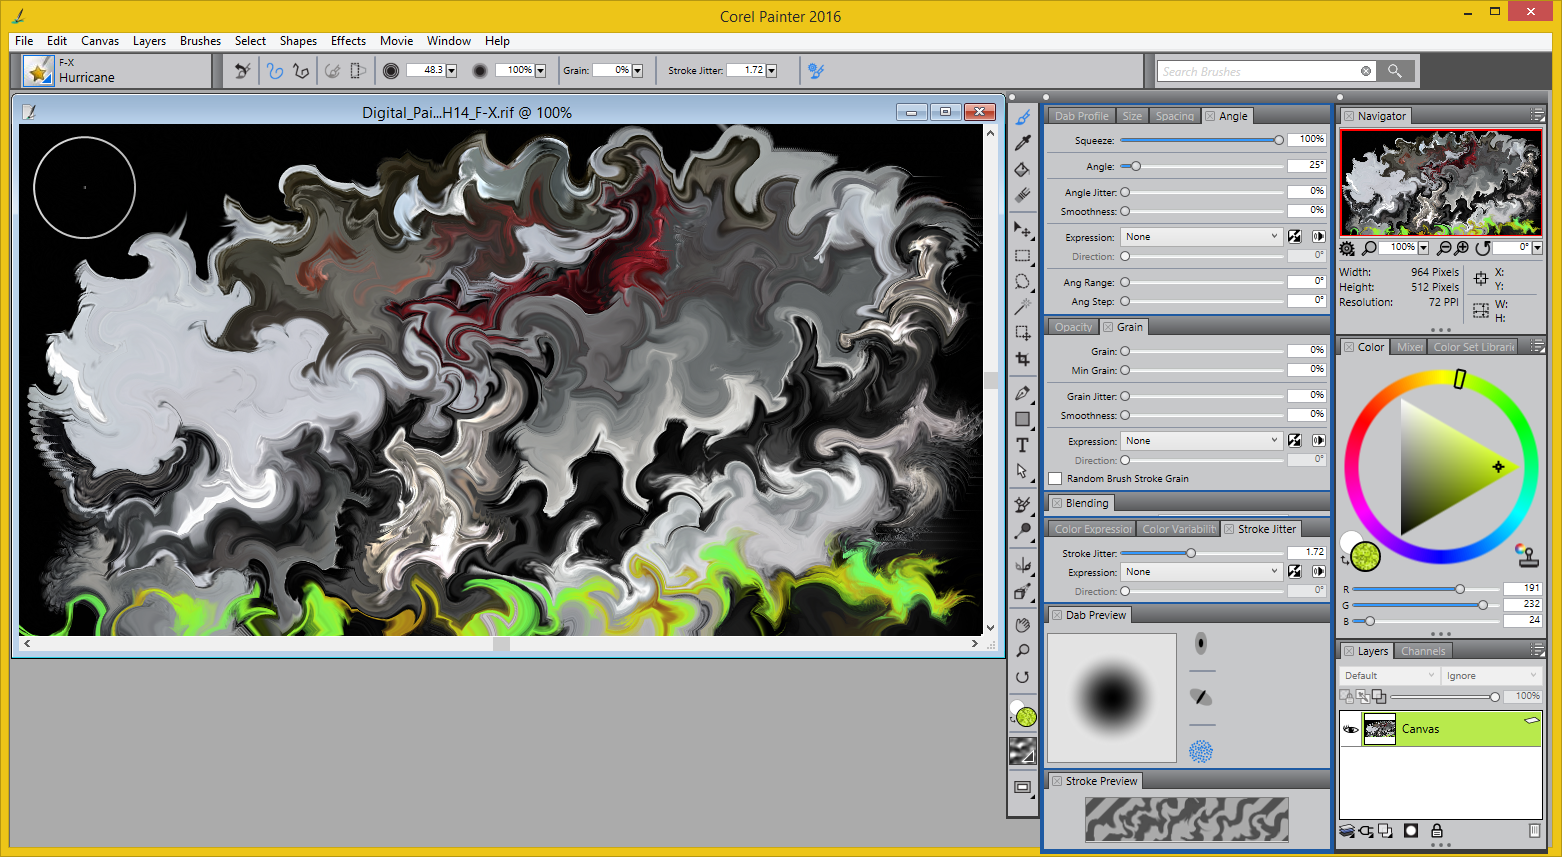 Corel Painter 2016
File Edit Canvas Layers Brushes Select Shapes Effects Movie Window Help
F-X
Hurricane
48.3 100% Grain: 0% Stroke Jitter: 1.72
Search Brushes
Digital_Pai...H14_F-X.rif @ 100%
Dab Profile Size Spacing Angle
Squeeze: 100%
Angle: 25°
Angle Jitter: 0%
Smoothness: 0%
Expression: None
Direction: 0°
Ang Range: 0°
Ang Step: 0°
Opacity Grain
Grain: 0%
Min Grain: 0%
Grain Jitter: 0%
Smoothness: 0%
Expression: None
Direction: 0°
Random Brush Stroke Grain
Blending
Color Expression Color Variabilit Stroke Jitter
Stroke Jitter: 1.72
Expression: None
Direction: 0°
Dab Preview
Stroke Preview
T
Navigator
100% 0°
Width: 964 Pixels X:
Height: 512 Pixels Y:
Resolution: 72 PPI W:
H:
Color Mixer Color Set Librari
R 191
G 232
B 24
Layers Channels
Default Ignore
100%
Canvas